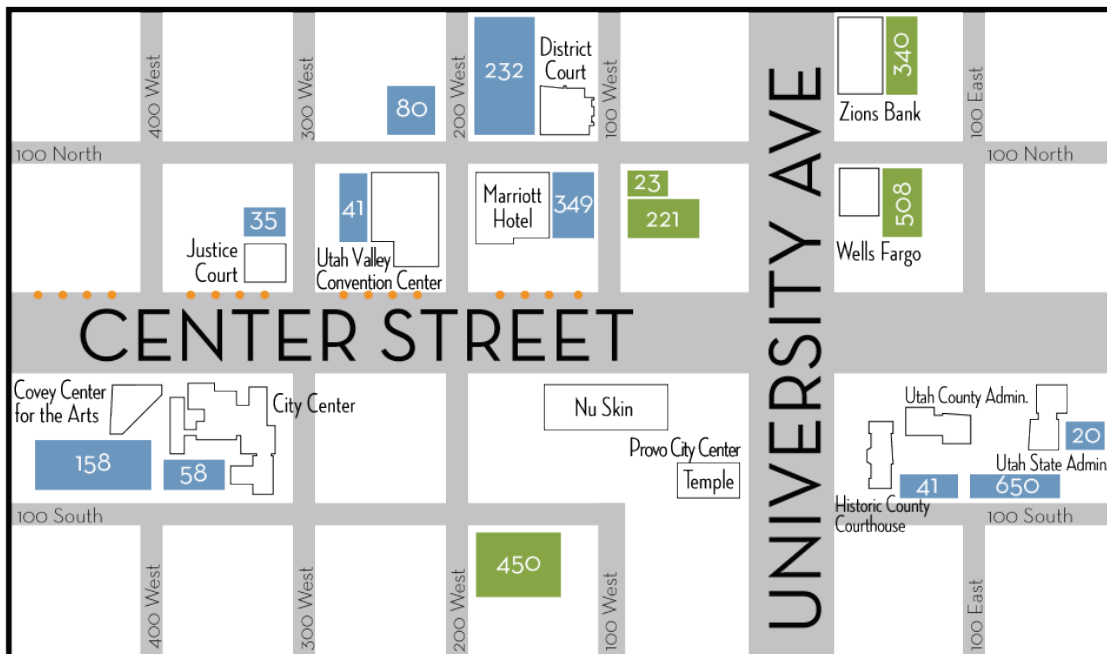 400 West
300 West
200 West
232
District
Court
100 West
UNIVERSITY AVE
340
Zions Bank
100 East
80
100 North
100 North
35
Justice
Court
41
Utah Valley
Convention Center
Marriott
Hotel
349
23
221
508
Wells Fargo
CENTER STREET
Covey Center
for the Arts
158
58
City Center
Nu Skin
Provo City Center
Temple
Utah County Admin.
20
Utah State Admin.
41
650
Historic County
Courthouse
100 South
100 South
450
400 West
300 West
200 West
100 West
100 East